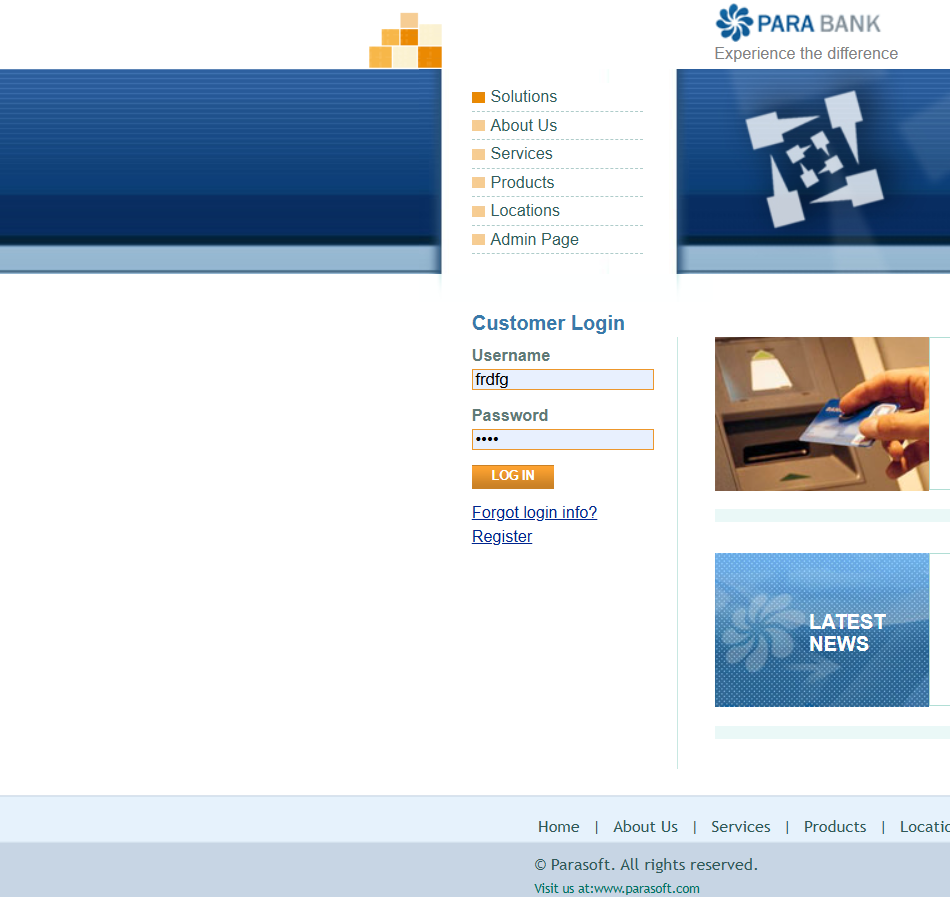 PARA BANK
Experience the difference
Solutions
About Us
Services
Products
Locations
Admin Page
Customer Login
Username
frdfg
Password
••••
LOG IN
Forgot login info?
Register
LATEST
NEWS
Home | About Us | Services | Products | Locatio
© Parasoft. All rights reserved.
Visit us at:www.parasoft.com